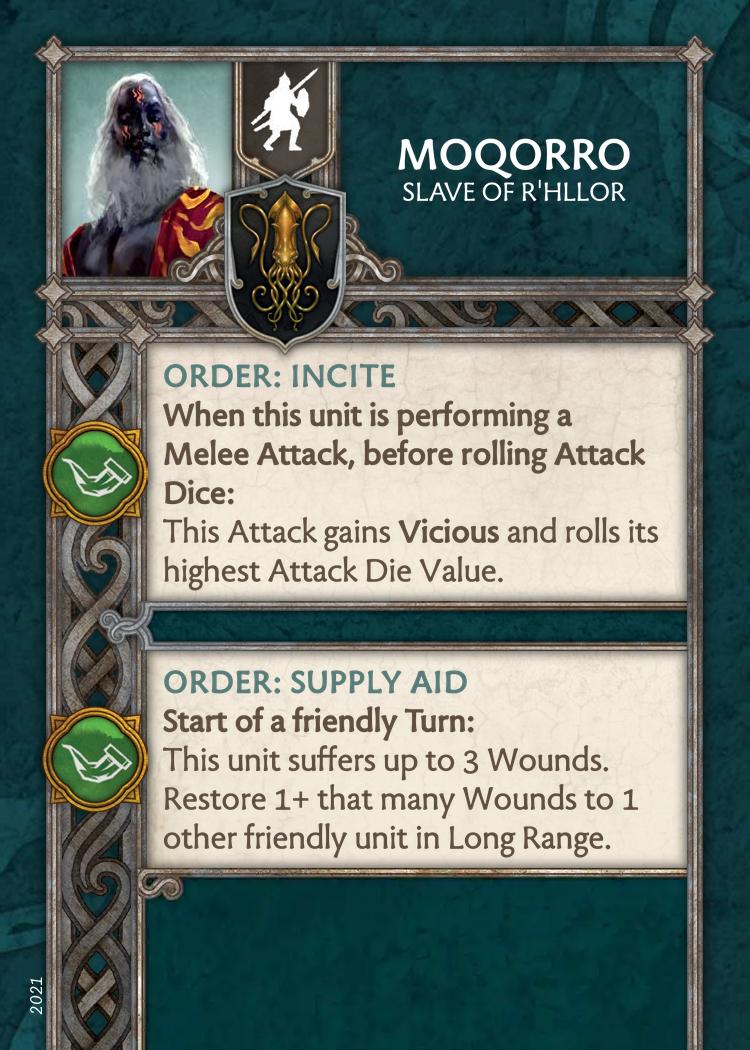 MOQORRO
SLAVE OF R'HLLOR
ORDER: INCITE
When this unit is performing a
Melee Attack, before rolling Attack
Dice:
This Attack gains Vicious and rolls its
highest Attack Die Value.
ORDER: SUPPLY AID
Start of a friendly Turn:
This unit suffers up to 3 Wounds.
Restore 1+ that many Wounds to 1
other friendly unit in Long Range.
2021